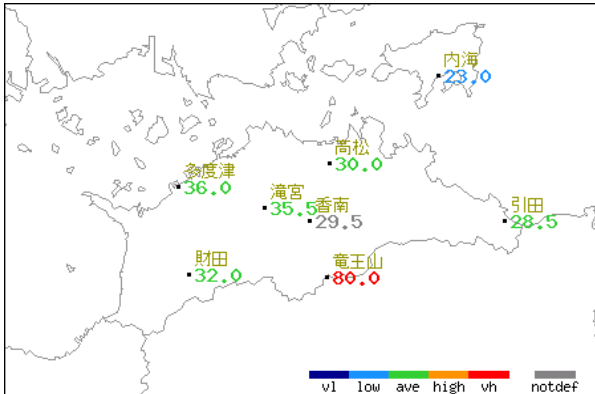 内海
23.0
高松
30.0
多度津
36.0
滝宮
35.5
香南
29.5
引田
28.5
財田
32.0
竜王山
80.0
vl low ave high vh notdef